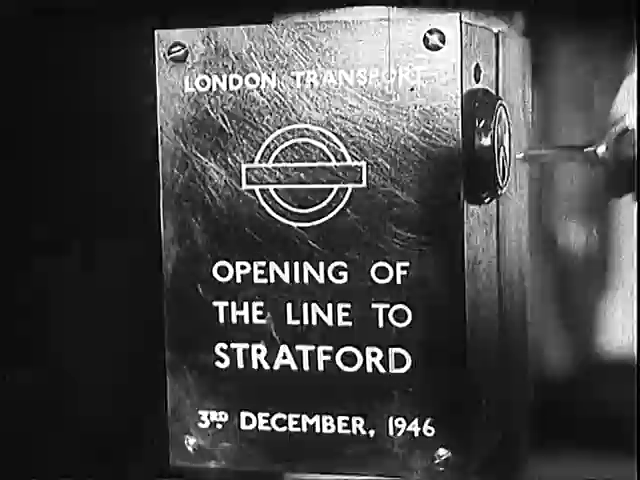 LONDON TRANSPORT
OPENING OF
THE LINE TO
STRATFORD
3RD DECEMBER, 1946